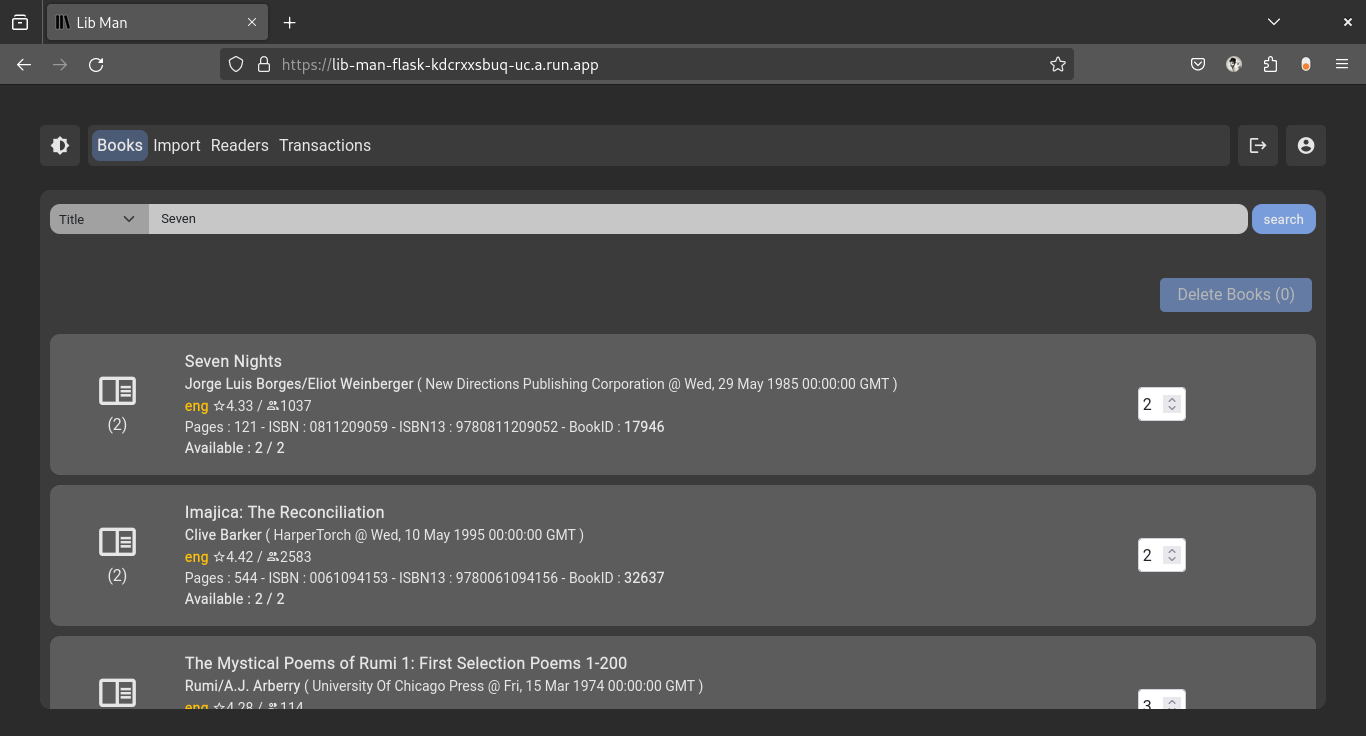 Lib Man
https://lib-man-flask-kdcrxxsbuq-uc.a.run.app
Books Import Readers Transactions
Title Seven search
Delete Books (0)
Seven Nights
Jorge Luis Borges/Eliot Weinberger ( New Directions Publishing Corporation @ Wed, 29 May 1985 00:00:00 GMT )
eng 4.33 / 1037
Pages : 121 - ISBN : 0811209059 - ISBN13 : 9780811209052 - BookID : 17946
Available : 2 / 2
(2)
2
Imajica: The Reconciliation
Clive Barker ( HarperTorch @ Wed, 10 May 1995 00:00:00 GMT )
eng 4.42 / 2583
Pages : 544 - ISBN : 0061094153 - ISBN13 : 9780061094156 - BookID : 32637
Available : 2 / 2
(2)
2
The Mystical Poems of Rumi 1: First Selection Poems 1-200
Rumi/A.J. Arberry ( University Of Chicago Press @ Fri, 15 Mar 1974 00:00:00 GMT )
eng 4.28 / 114
3